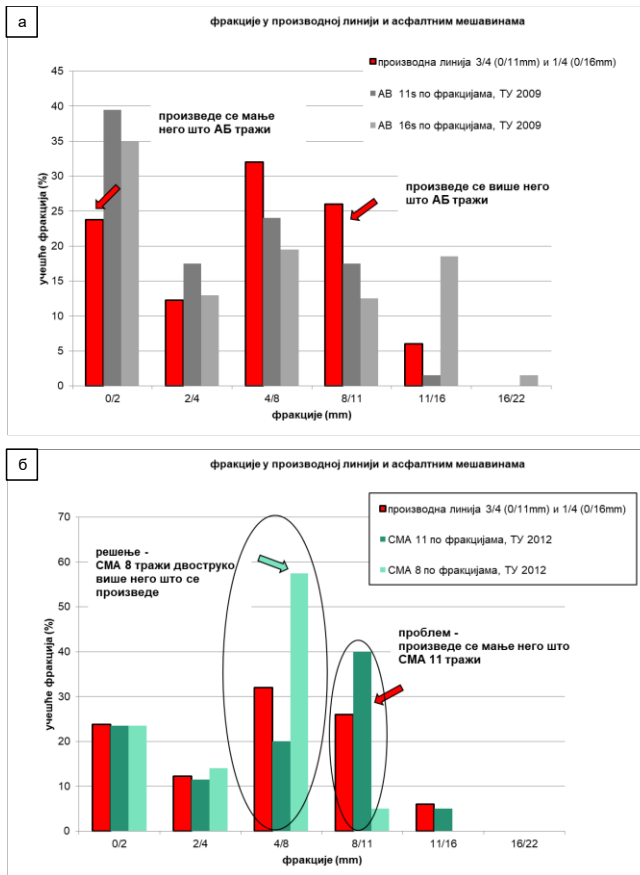 а
фракције у производној линији и асфалтним мешавинама
производна линија 3/4 (0/11mm) и 1/4 (0/16mm)
АВ 11s по фракцијама, ТУ 2009
АВ 16s по фракцијама, ТУ 2009
произведе се мање
него што АБ тражи
произведе се више него
што АБ тражи
учешће фракција (%)
45
40
35
30
25
20
15
10
5
0
0/2 2/4 4/8 8/11 11/16 16/22
фракције (mm)
б
фракције у производној линији и асфалтним мешавинама
производна линија 3/4 (0/11mm) и 1/4 (0/16mm)
СМА 11 по фракцијама, ТУ 2012
СМА 8 по фракцијама, ТУ 2012
решење -
СМА 8 тражи двоструко
више него што се
произведе
проблем -
произведе се мање него што
СМА 11 тражи
учешће фракција (%)
70
60
50
40
30
20
10
0
0/2 2/4 4/8 8/11 11/16 16/22
фракције (mm)